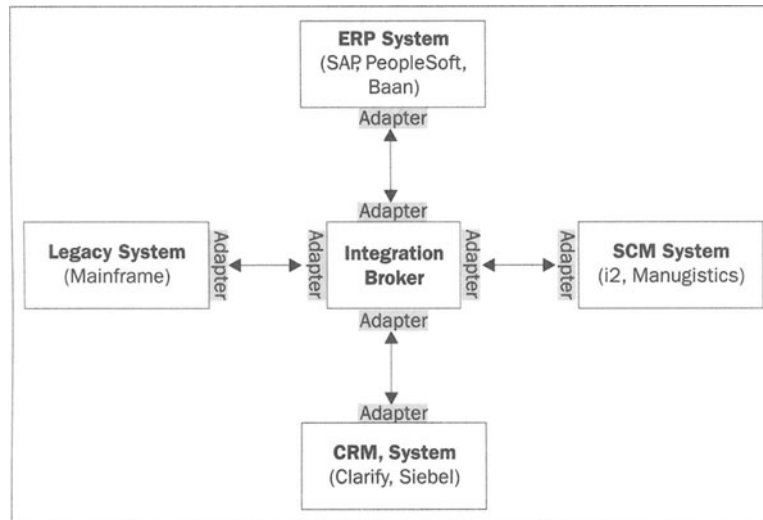 ERP System
(SAP, PeopleSoft,
Baan)
Adapter
Adapter
Legacy System
(Mainframe)
Adapter
Adapter
Integration
Broker
Adapter
Adapter
SCM System
(i2, Manugistics)
Adapter
Adapter
CRM, System
(Clarify, Siebel)